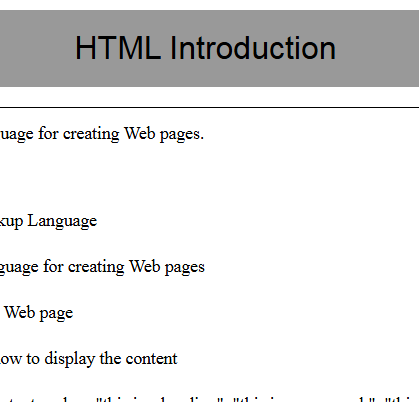 HTML Introduction
uage for creating Web pages.
kup Language
guage for creating Web pages
Web page
ow to display the content